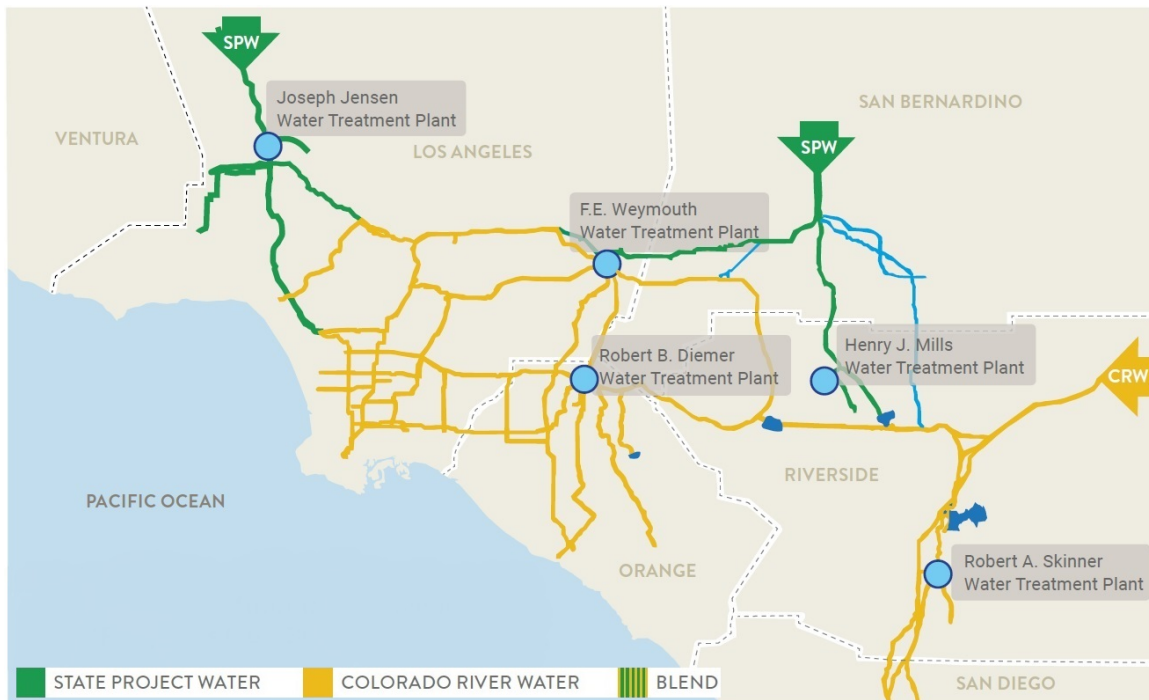 SPW
Joseph Jensen
Water Treatment Plant
VENTURA
LOS ANGELES
SAN BERNARDINO
SPW
F.E. Weymouth
Water Treatment Plant
Robert B. Diemer
Water Treatment Plant
Henry J. Mills
Water Treatment Plant
CRW
RIVERSIDE
PACIFIC OCEAN
ORANGE
Robert A. Skinner
Water Treatment Plant
STATE PROJECT WATER
COLORADO RIVER WATER
BLEND
SAN DIEGO